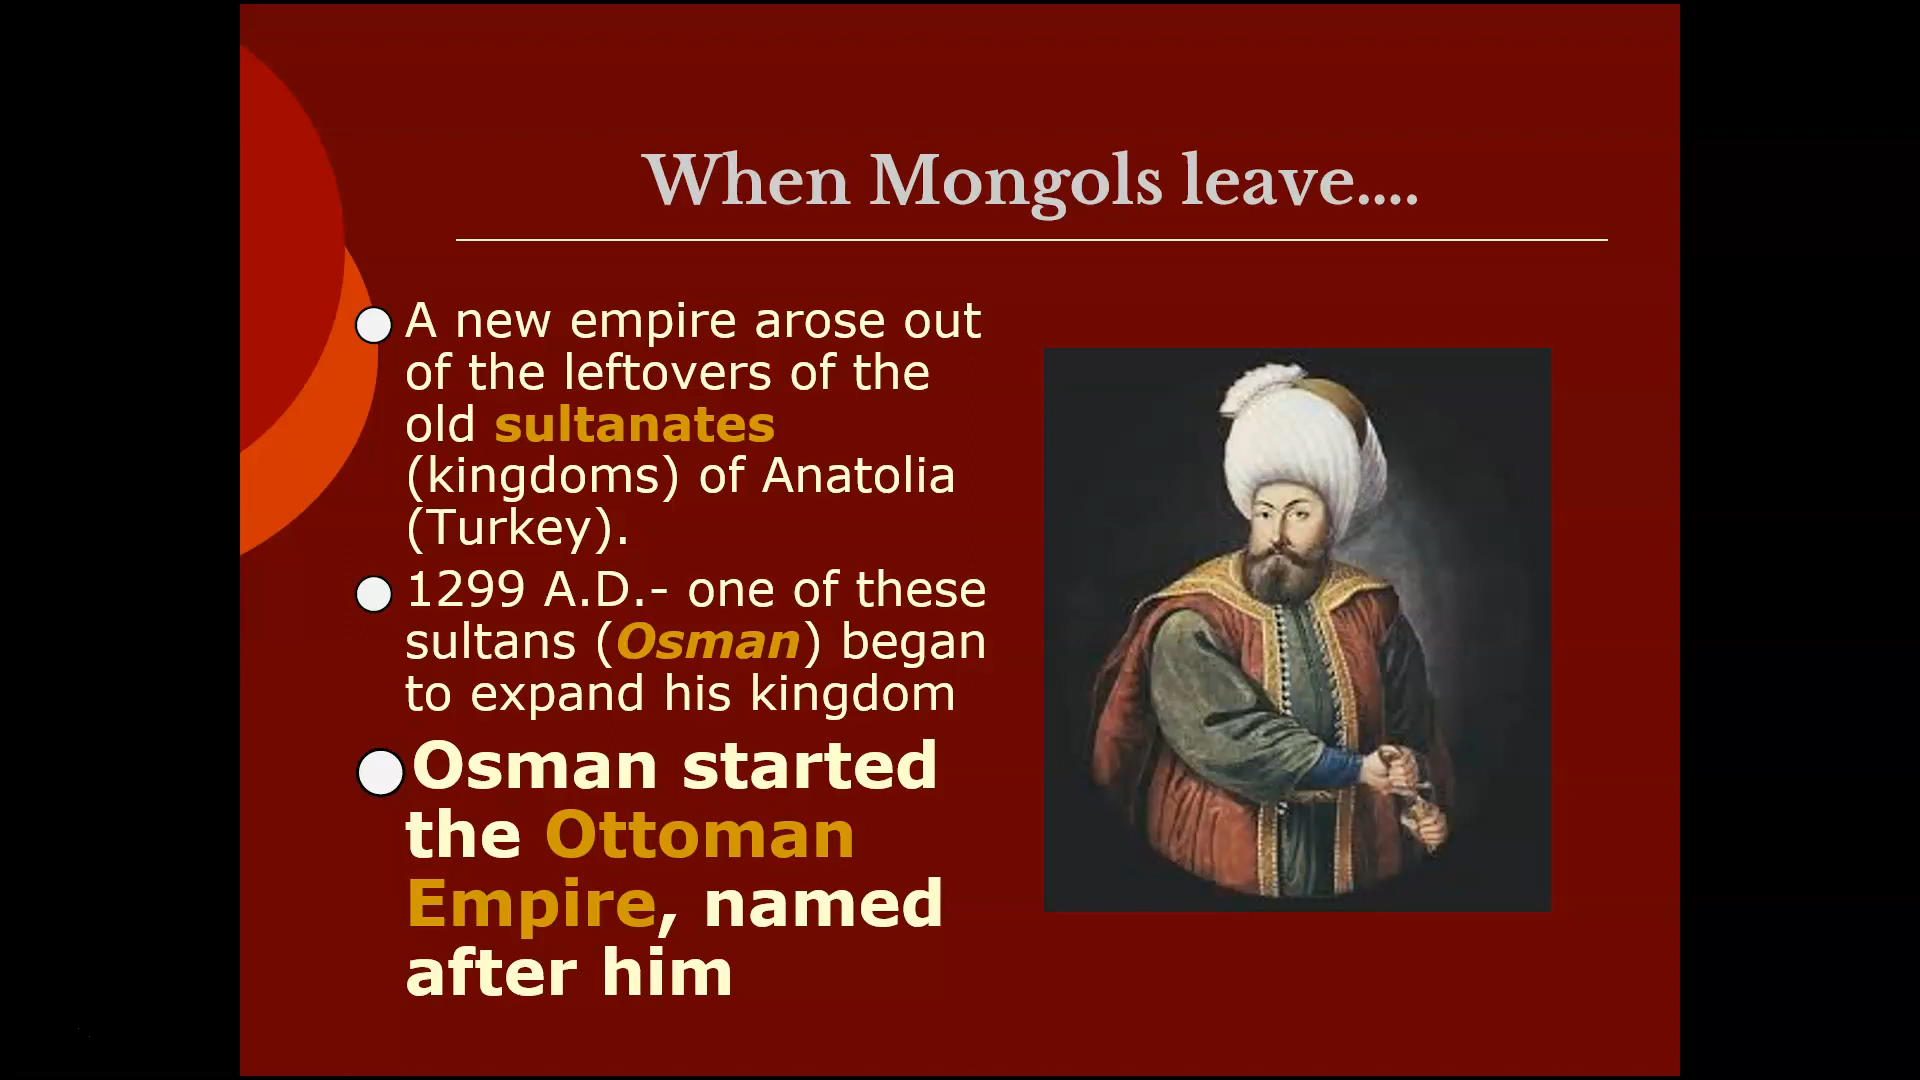 When Mongols leave....
A new empire arose out
of the leftovers of the
old sultanates
(kingdoms) of Anatolia
(Turkey).
1299 A.D.- one of these
sultans (Osman) began
to expand his kingdom
Osman started
the Ottoman
Empire, named
after him